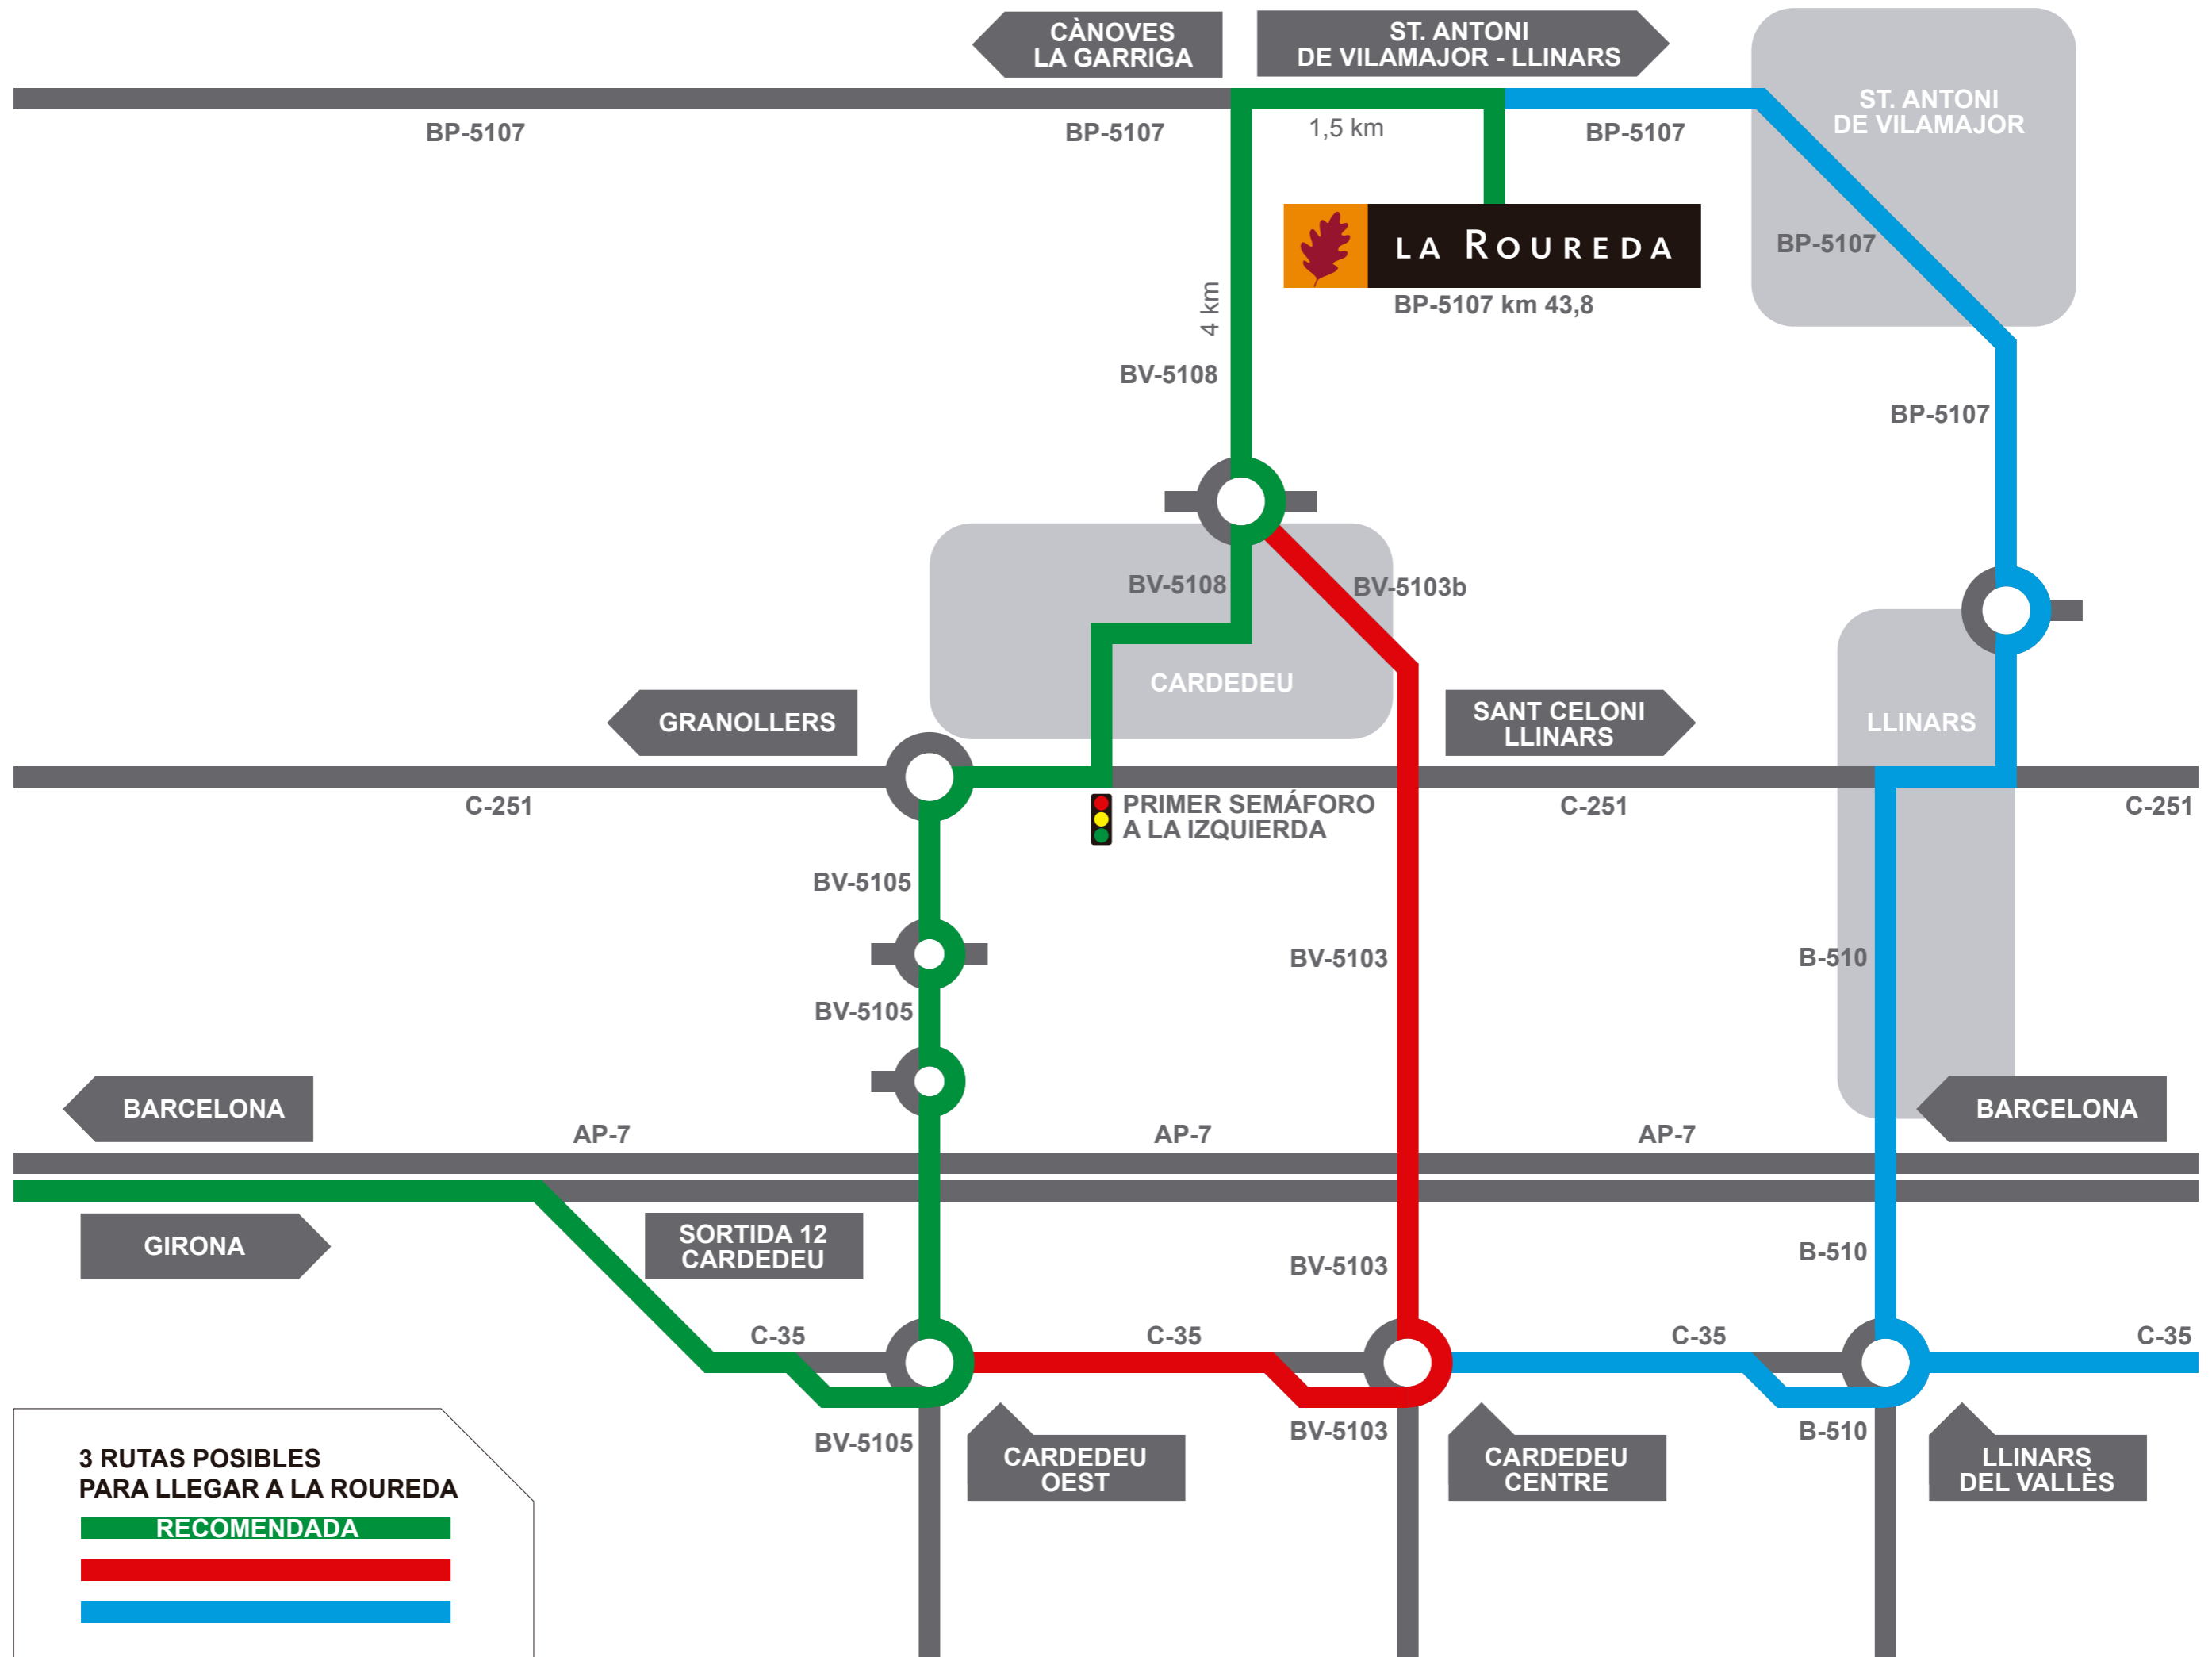 CÀNOVES
LA GARRIGA
ST. ANTONI
DE VILAMAJOR - LLINARS
ST. ANTONI
DE VILAMAJOR
BP-5107
BP-5107
1,5 km
BP-5107
BP-5107
LA ROUREDA
BP-5107 km 43,8
4 km
BV-5108
BP-5107
BV-5108
BV-5103b
CARDEDEU
GRANOLLERS
SANT CELONI
LLINARS
LLINARS
C-251
PRIMER SEMÁFORO
A LA IZQUIERDA
C-251
C-251
BV-5105
BV-5103
B-510
BV-5105
BARCELONA
BARCELONA
AP-7
AP-7
AP-7
GIRONA
SORTIDA 12
CARDEDEU
BV-5103
B-510
C-35
C-35
C-35
C-35
BV-5105
BV-5103
B-510
CARDEDEU
OEST
CARDEDEU
CENTRE
LLINARS
DEL VALLÈS
3 RUTAS POSIBLES
PARA LLEGAR A LA ROUREDA
RECOMENDADA